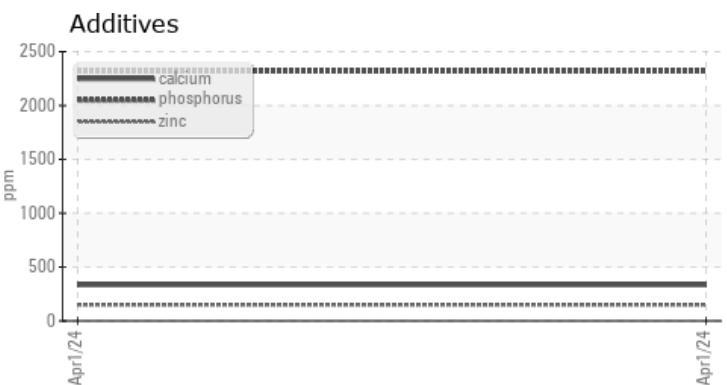 Additives
2500
2000
1500
1000
500
0
ppm
calcium
phosphorus
zinc
Apr1/24
Apr1/24